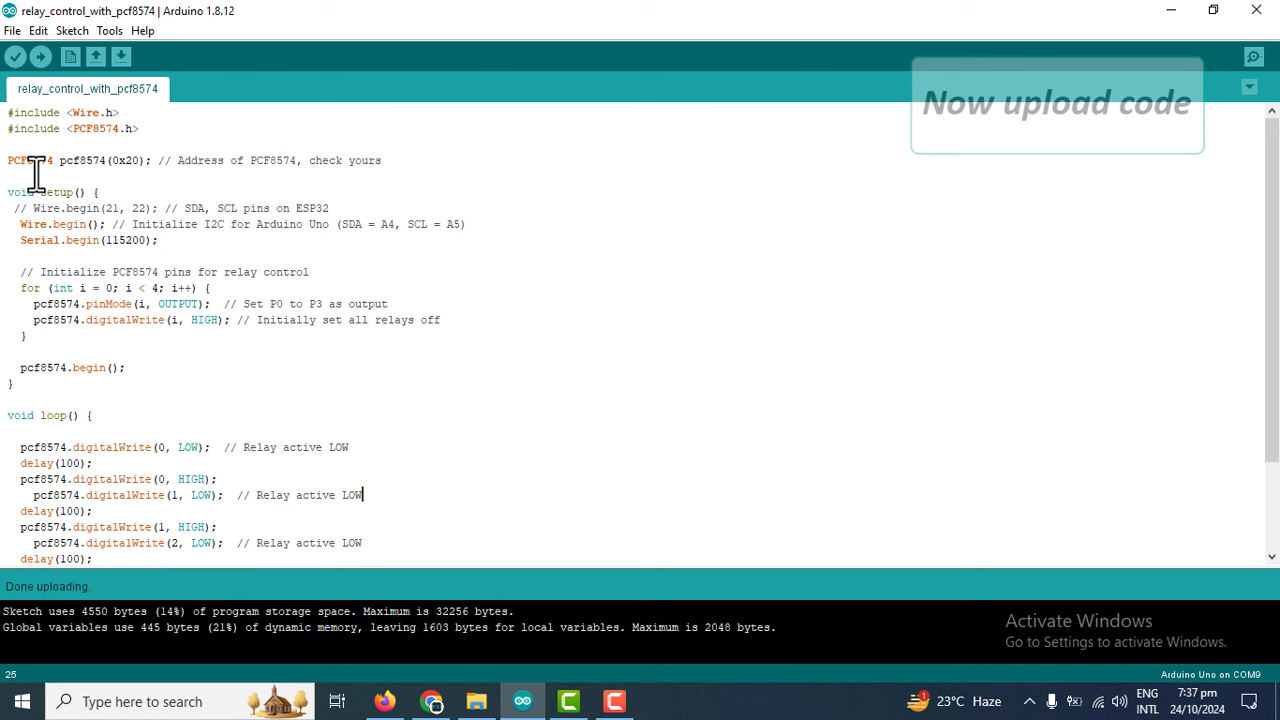 relay_control_with_pcf8574 | Arduino 1.8.12
File Edit Sketch Tools Help
relay_control_with_pcf8574
Now upload code
#include <Wire.h>
#include <PCF8574.h>
PCF8574 pcf8574(0x20); // Address of PCF8574, check yours
void setup() {
// Wire.begin(21, 22); // SDA, SCL pins on ESP32
Wire.begin(); // Initialize I2C for Arduino Uno (SDA = A4, SCL = A5)
Serial.begin(115200);
// Initialize PCF8574 pins for relay control
for (int i = 0; i < 4; i++) {
pcf8574.pinMode(i, OUTPUT); // Set P0 to P3 as output
pcf8574.digitalWrite(i, HIGH); // Initially set all relays off
}
pcf8574.begin();
}
void loop() {
pcf8574.digitalWrite(0, LOW); // Relay active LOW
delay(100);
pcf8574.digitalWrite(0, HIGH);
pcf8574.digitalWrite(1, LOW); // Relay active LOW
delay(100);
pcf8574.digitalWrite(1, HIGH);
pcf8574.digitalWrite(2, LOW); // Relay active LOW
delay(100);
Done uploading.
Sketch uses 4550 bytes (14%) of program storage space. Maximum is 32256 bytes.
Global variables use 445 bytes (21%) of dynamic memory, leaving 1603 bytes for local variables. Maximum is 2048 bytes.
Activate Windows
Go to Settings to activate Windows.
25
Arduino Uno on COM9
Type here to search
1
23°C Haze
ENG
INTL
7:37 pm
24/10/2024